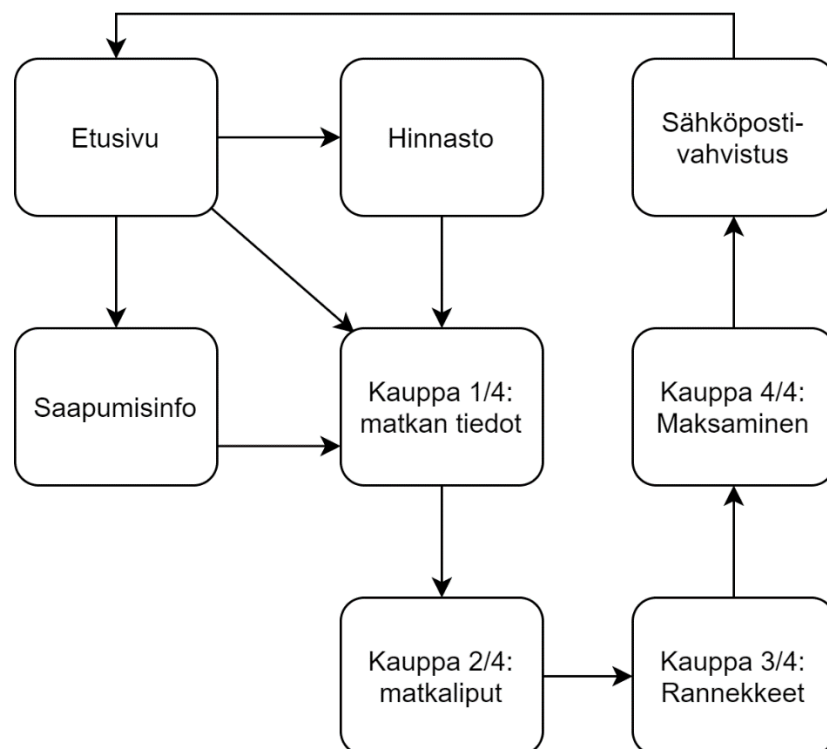 Etusivu
Hinnasto
Sähköposti-
vahvistus
Saapumisinfo
Kauppa 1/4:
matkan tiedot
Kauppa 4/4:
Maksaminen
Kauppa 2/4:
matkaliput
Kauppa 3/4:
Rannekkeet